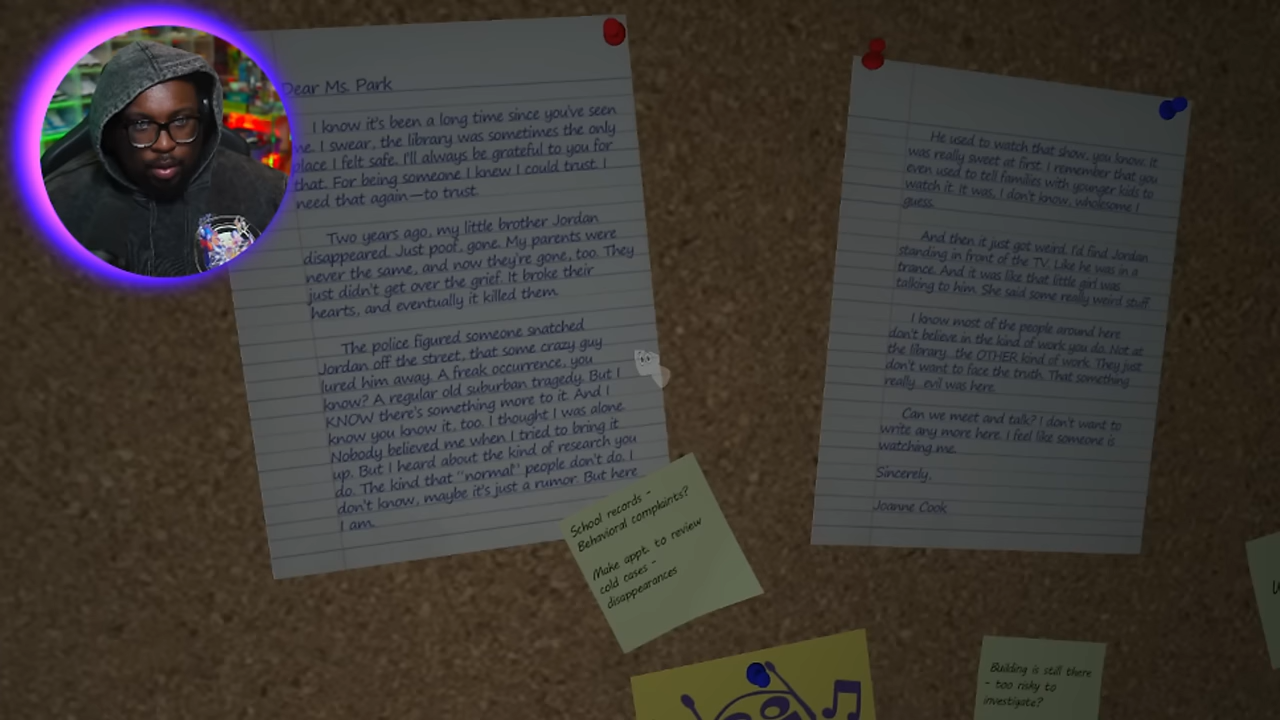 Dear Ms. Park
I know it's been a long time since you've seen
me. I swear, the library was sometimes the only
place I felt safe. I'll always be grateful to you for
that. For being someone I knew I could trust. I
need that again—to trust.
Two years ago, my little brother Jordan
disappeared. Just poof, gone. My parents were
never the same, and now they're gone, too. They
just didn't get over the grief. It broke their
hearts, and eventually it killed them.
The police figured someone snatched
Jordan off the street, that some crazy guy
lured him away. A freak occurrence, you
know? A regular old suburban tragedy. But I
KNOW there's something more to it. And I
know you know it, too. I thought I was alone.
Nobody believed me when I tried to bring it
up. But I heard about the kind of research you
do. The kind that "normal" people don't do. I
don't know, maybe it's just a rumor. But here
I am.
He used to watch that show, you know. It
was really sweet at first. I remember that you
even used to tell families with younger kids to
watch it. It was, I don't know, wholesome I
guess.
And then it just got weird. I'd find Jordan
standing in front of the TV. Like he was in a
trance. And it was like that little girl was
talking to him. She said some really weird stuff.
I know most of the people around here
don't believe in the kind of work you do. Not at
the library...the OTHER kind of work. They just
don't want to face the truth. That something
really...evil was here.
Can we meet and talk? I don't want to
write any more here. I feel like someone is
watching me.
Sincerely,
Joanne Cook
School records -
Behavioral complaints?
Make appt. to review
cold cases -
disappearances
Building is still there
- too risky to
investigate?